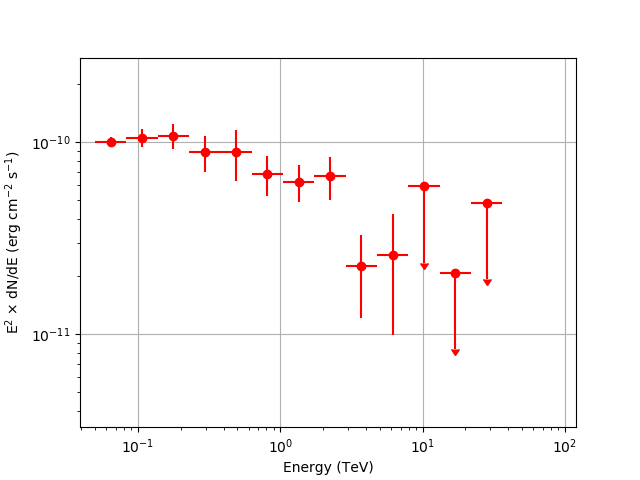 10⁻¹⁰
10⁻¹¹
E² × dN/dE (erg cm⁻² s⁻¹)
10⁻¹ 10⁰ 10¹ 10²
Energy (TeV)